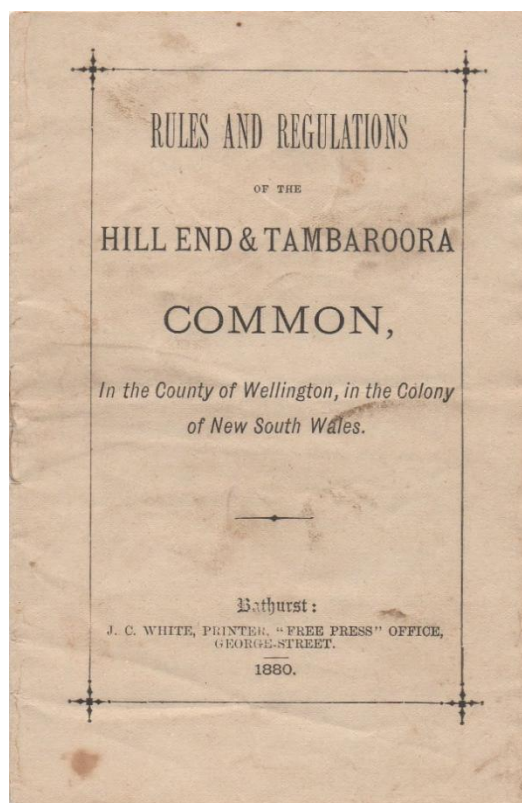 RULES AND REGULATIONS
OF THE
HILL END & TAMBAROORA
COMMON,
In the County of Wellington, in the Colony
of New South Wales.
Bathurst:
J. C. WHITE, PRINTER, "FREE PRESS" OFFICE,
GEORGE-STREET.
1880.